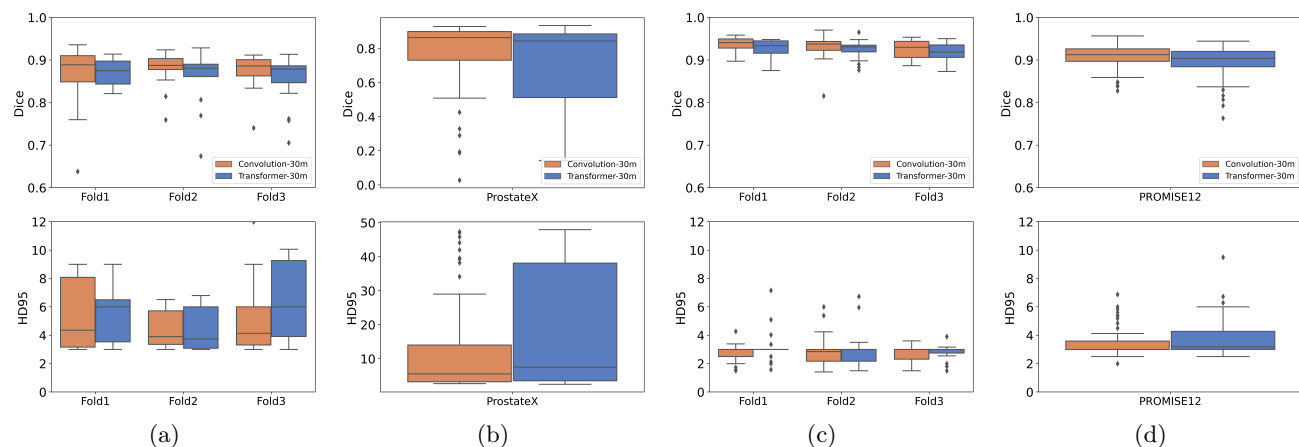 1.0
0.9
Dice
0.8
0.7
0.6
Convolution-30m
Transformer-30m
Fold1 Fold2 Fold3
0.8
0.6
Dice
0.4
0.2
0.0
Convolution-30m
Transformer-30m
ProstateX
1.0
0.9
Dice
0.8
0.7
0.6
Convolution-30m
Transformer-30m
Fold1 Fold2 Fold3
1.0
0.9
Dice
0.8
0.7
0.6
Convolution-30m
Transformer-30m
PROMISE12
12
10
8
HD95
6
4
2
0
Fold1 Fold2 Fold3
50
40
30
HD95
20
10
ProstateX
12
10
8
HD95
6
4
2
0
Fold1 Fold2 Fold3
12
10
8
HD95
6
4
2
0
PROMISE12
(a) (b) (c) (d)